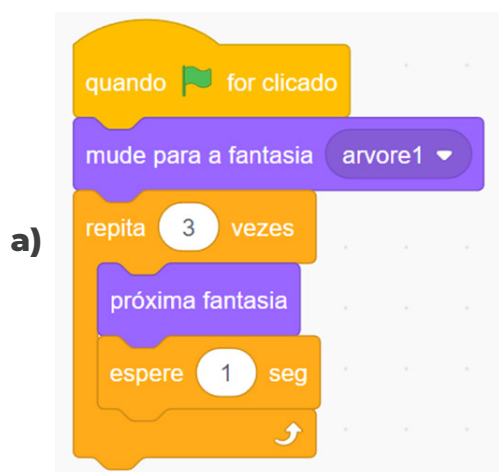 quando for clicado
mude para a fantasia arvore1
a)
repita 3 vezes
próxima fantasia
espere 1 seg